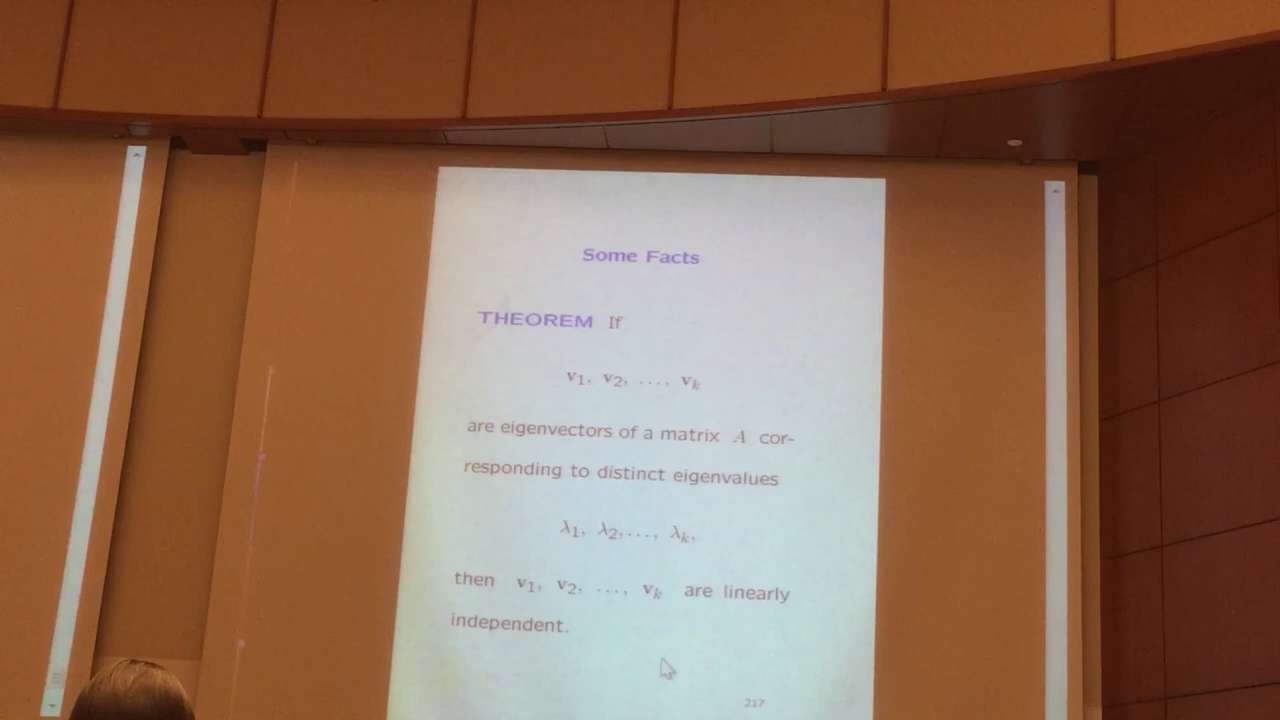 Some Facts
THEOREM If
v₁, v₂, ..., vₖ
are eigenvectors of a matrix A cor-
responding to distinct eigenvalues
λ₁, λ₂,..., λₖ,
then v₁, v₂, ..., vₖ are linearly
independent.
217